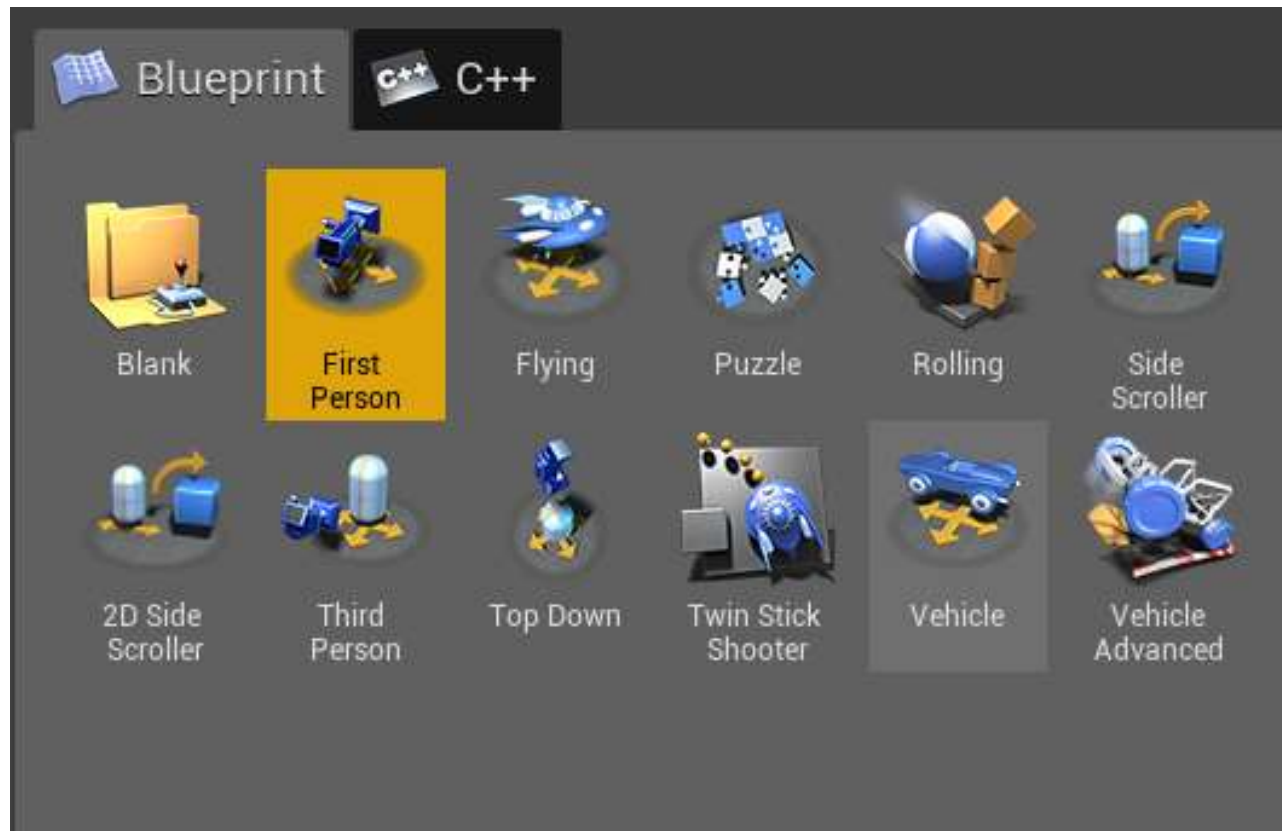 Blueprint
C++
C++
Blank
First
Person
Flying
Puzzle
Rolling
Side
Scroller
2D Side
Scroller
Third
Person
Top Down
Twin Stick
Shooter
Vehicle
Vehicle
Advanced